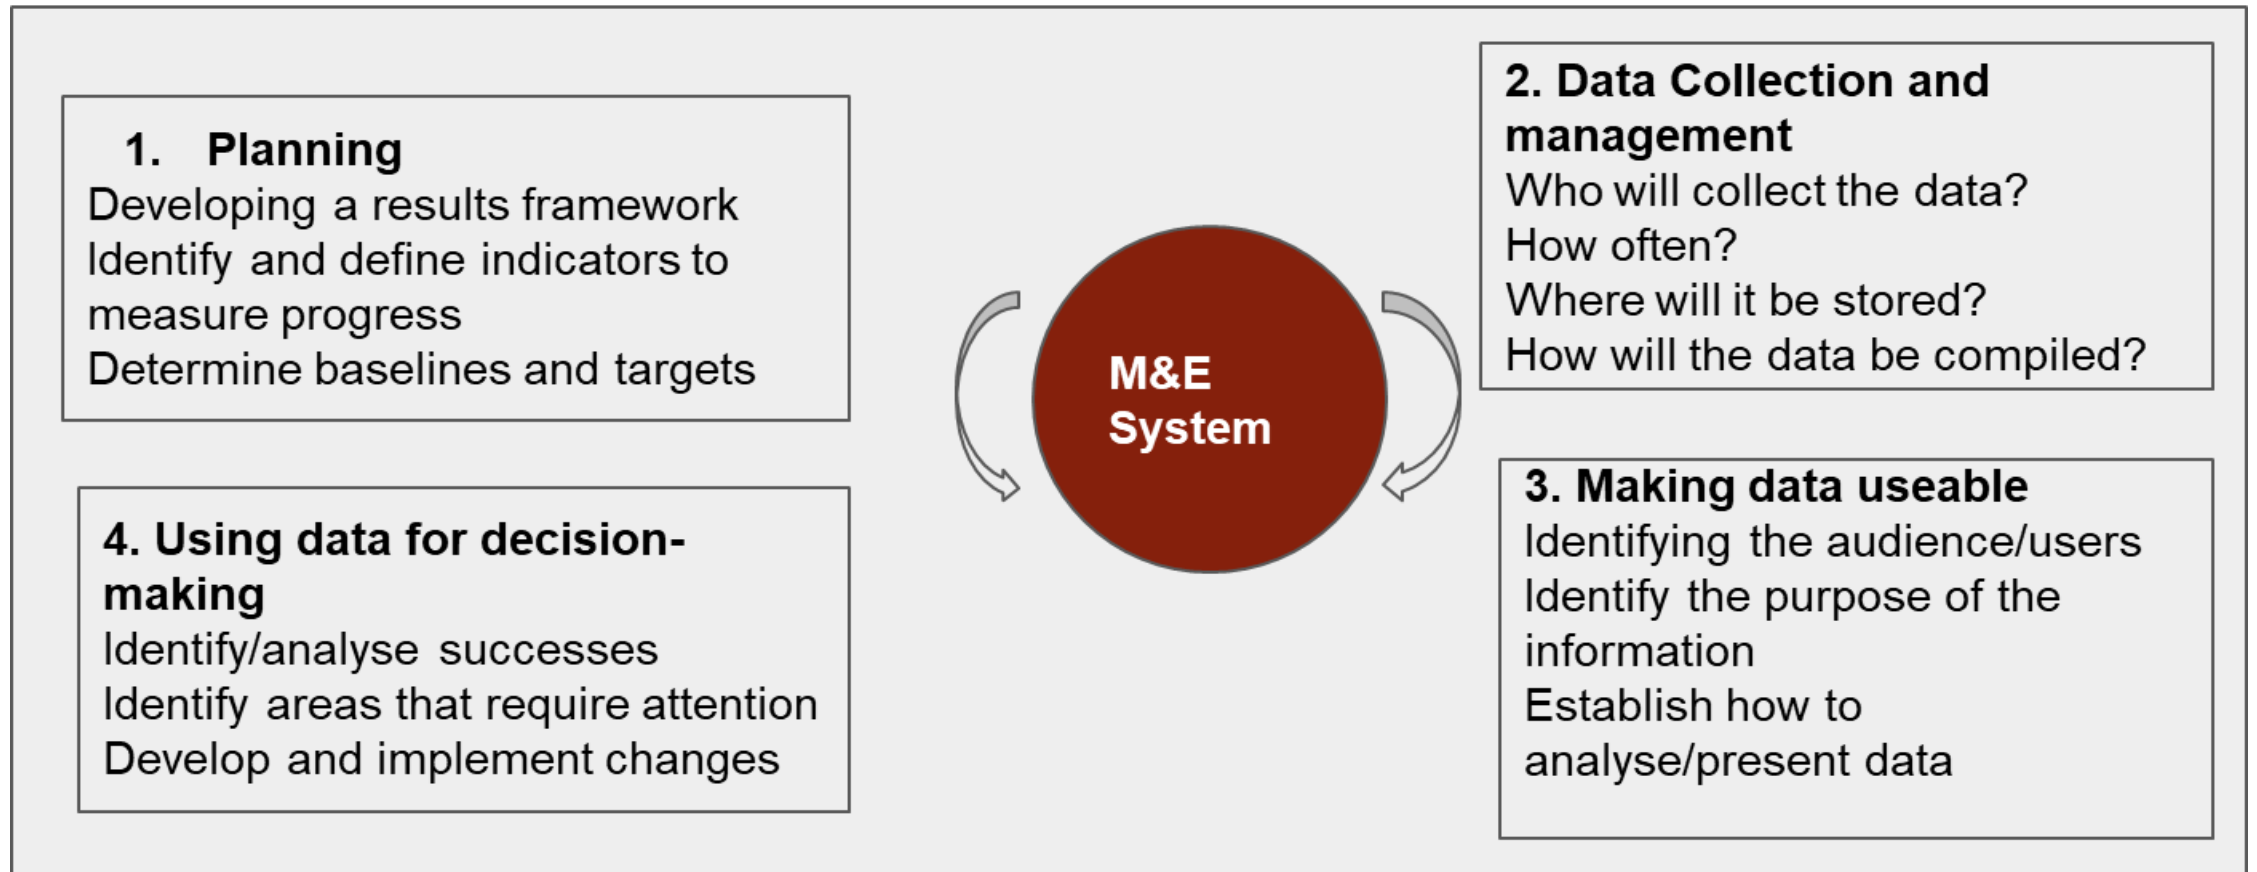 1. Planning
Developing a results framework
Identify and define indicators to
measure progress
Determine baselines and targets
2. Data Collection and
management
Who will collect the data?
How often?
Where will it be stored?
How will the data be compiled?
M&E
System
3. Making data useable
Identifying the audience/users
Identify the purpose of the
information
Establish how to
analyse/present data
4. Using data for decision-
making
Identify/analyse successes
Identify areas that require attention
Develop and implement changes